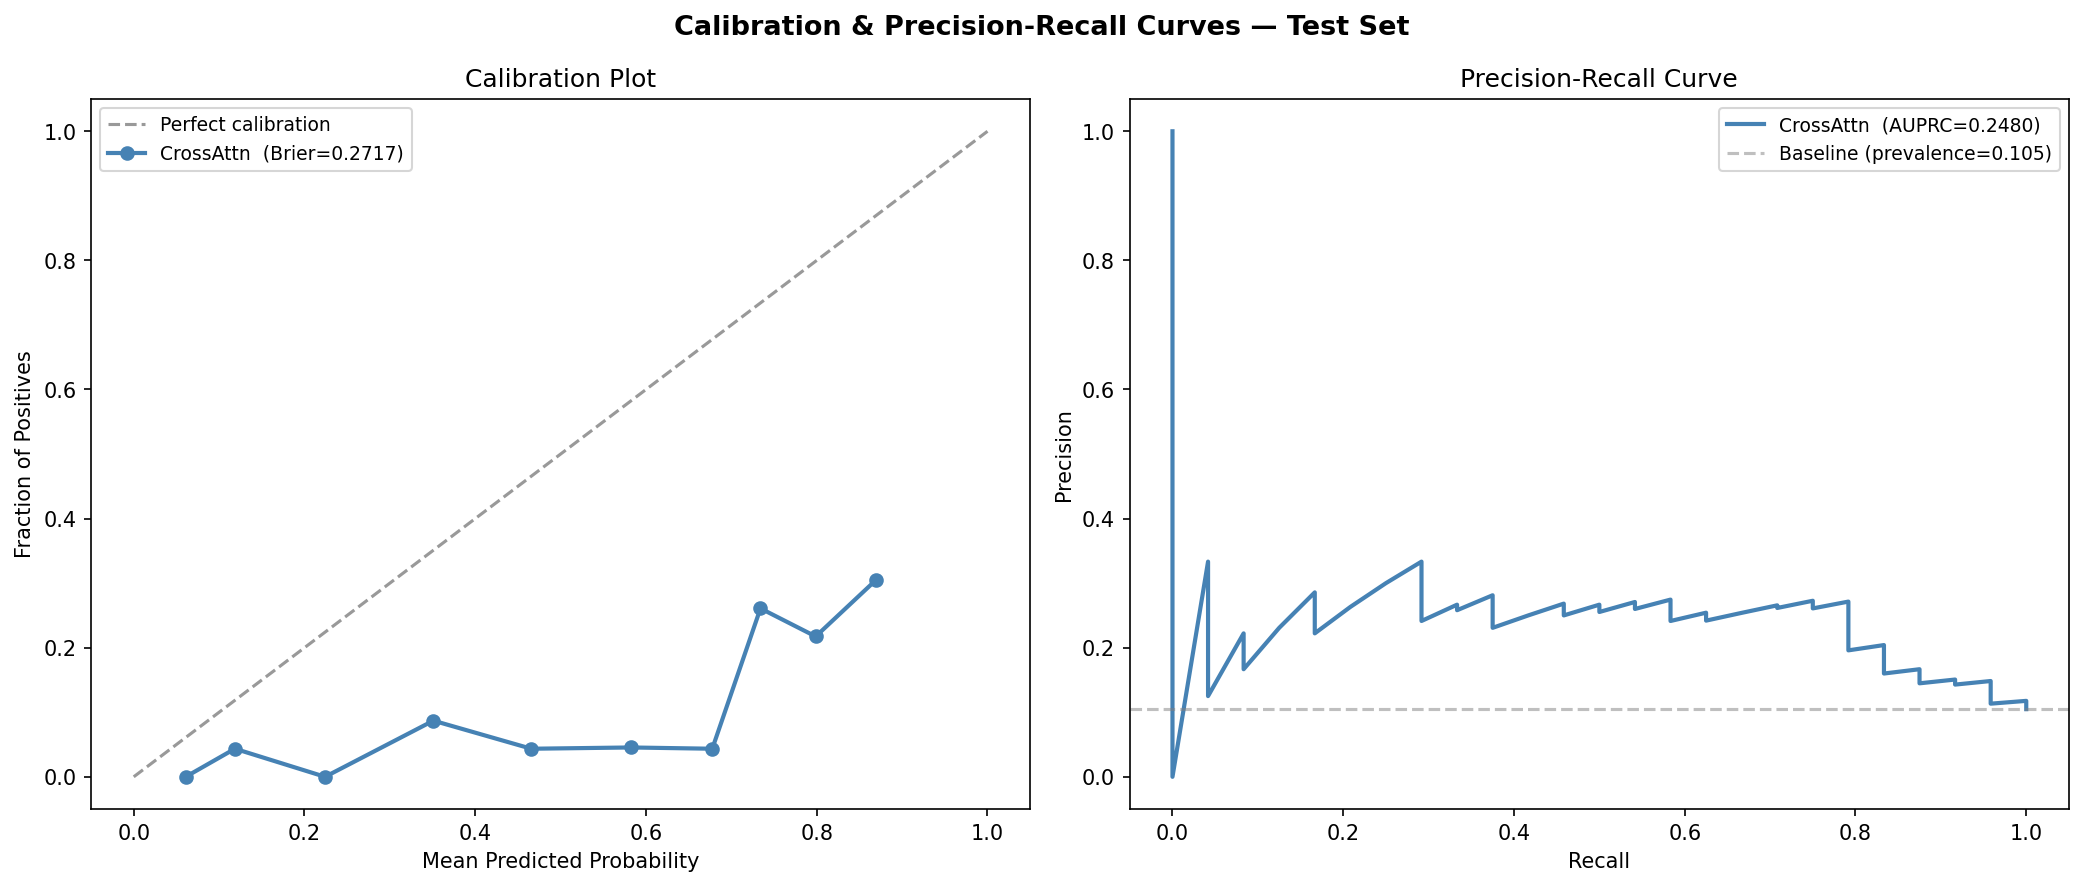 Calibration & Precision-Recall Curves — Test Set
Calibration Plot
Perfect calibration
CrossAttn (Brier=0.2717)
1.0
0.8
0.6
0.4
0.2
0.0
Fraction of Positives
0.0 0.2 0.4 0.6 0.8 1.0
Mean Predicted Probability
Precision-Recall Curve
CrossAttn (AUPRC=0.2480)
Baseline (prevalence=0.105)
1.0
0.8
0.6
0.4
0.2
0.0
Precision
0.0 0.2 0.4 0.6 0.8 1.0
Recall